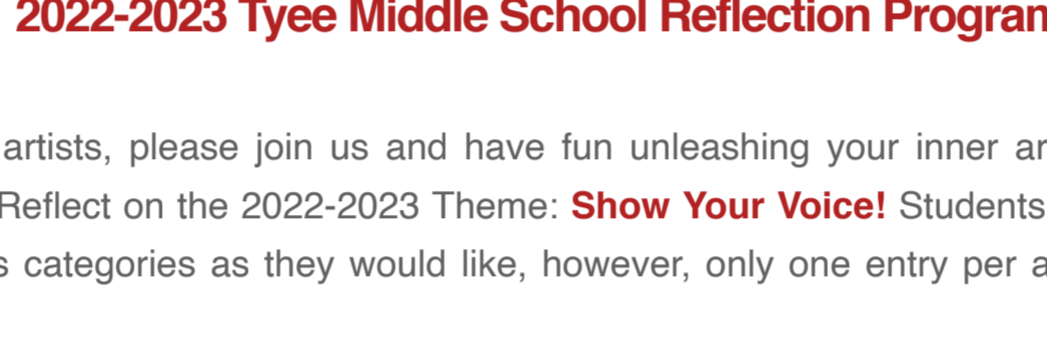 2022-2023 Tyee Middle School Reflection Program
artists, please join us and have fun unleashing your inner ar
Reflect on the 2022-2023 Theme: Show Your Voice! Students
s categories as they would like, however, only one entry per a